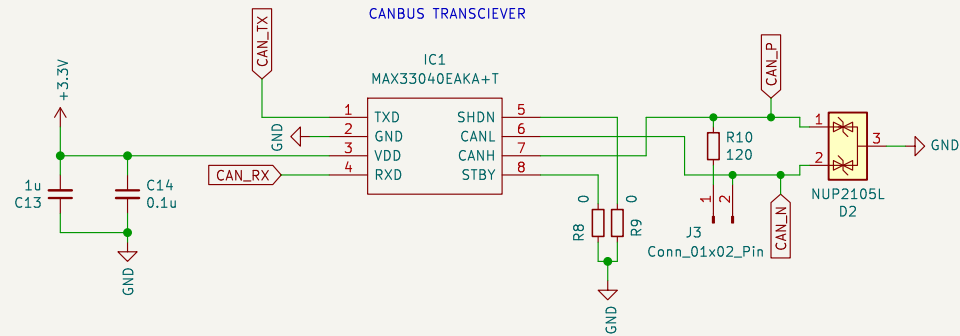 CANBUS TRANSCIEVER
CAN_TX
IC1
MAX33040EAKA+T
+3.3V
CAN_P
1 TXD SHDN 5
2 GND CANL 6
3 VDD CANH 7
4 RXD STBY 8
GND
CAN_RX
1u
C13
C14
0.1u
GND
R10
120
1
2
3
GND
NUP2105L
D2
1
2
J3
Conn_01x02_Pin
CAN_N
R8
0
R9
0
GND